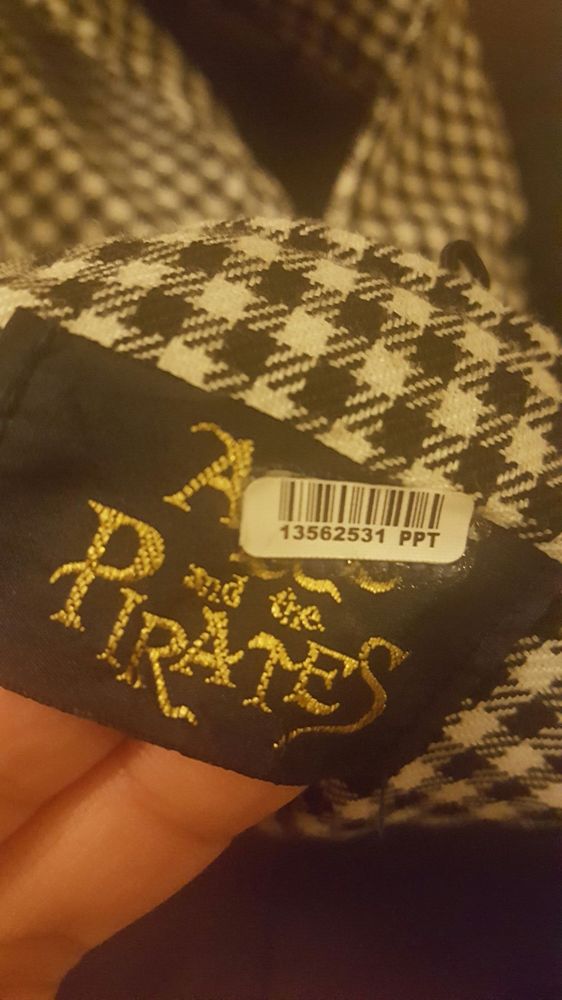 A
13562531 PPT
and the
PIRATES